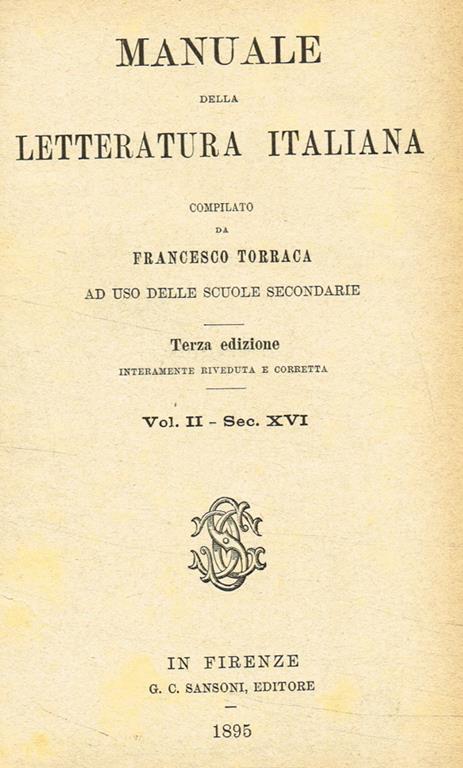 MANUALE
DELLA
LETTERATURA ITALIANA
COMPILATO
DA
FRANCESCO TORRACA
AD USO DELLE SCUOLE SECONDARIE
Terza edizione
INTERAMENTE RIVEDUTA E CORRETTA
Vol. II - Sec. XVI
IN FIRENZE
G. C. SANSONI, EDITORE
1895